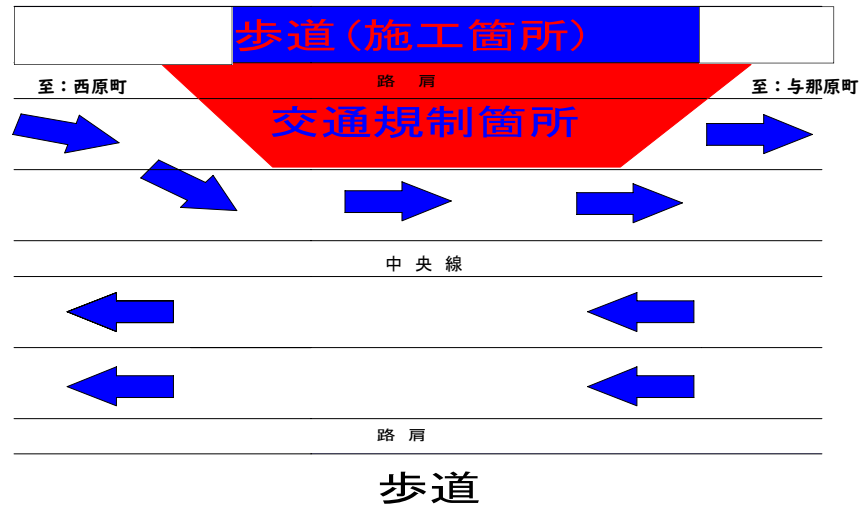 歩道(施工箇所)
路　肩
至：西原町
至：与那原町
交通規制箇所
中　央　線
路　肩
歩道